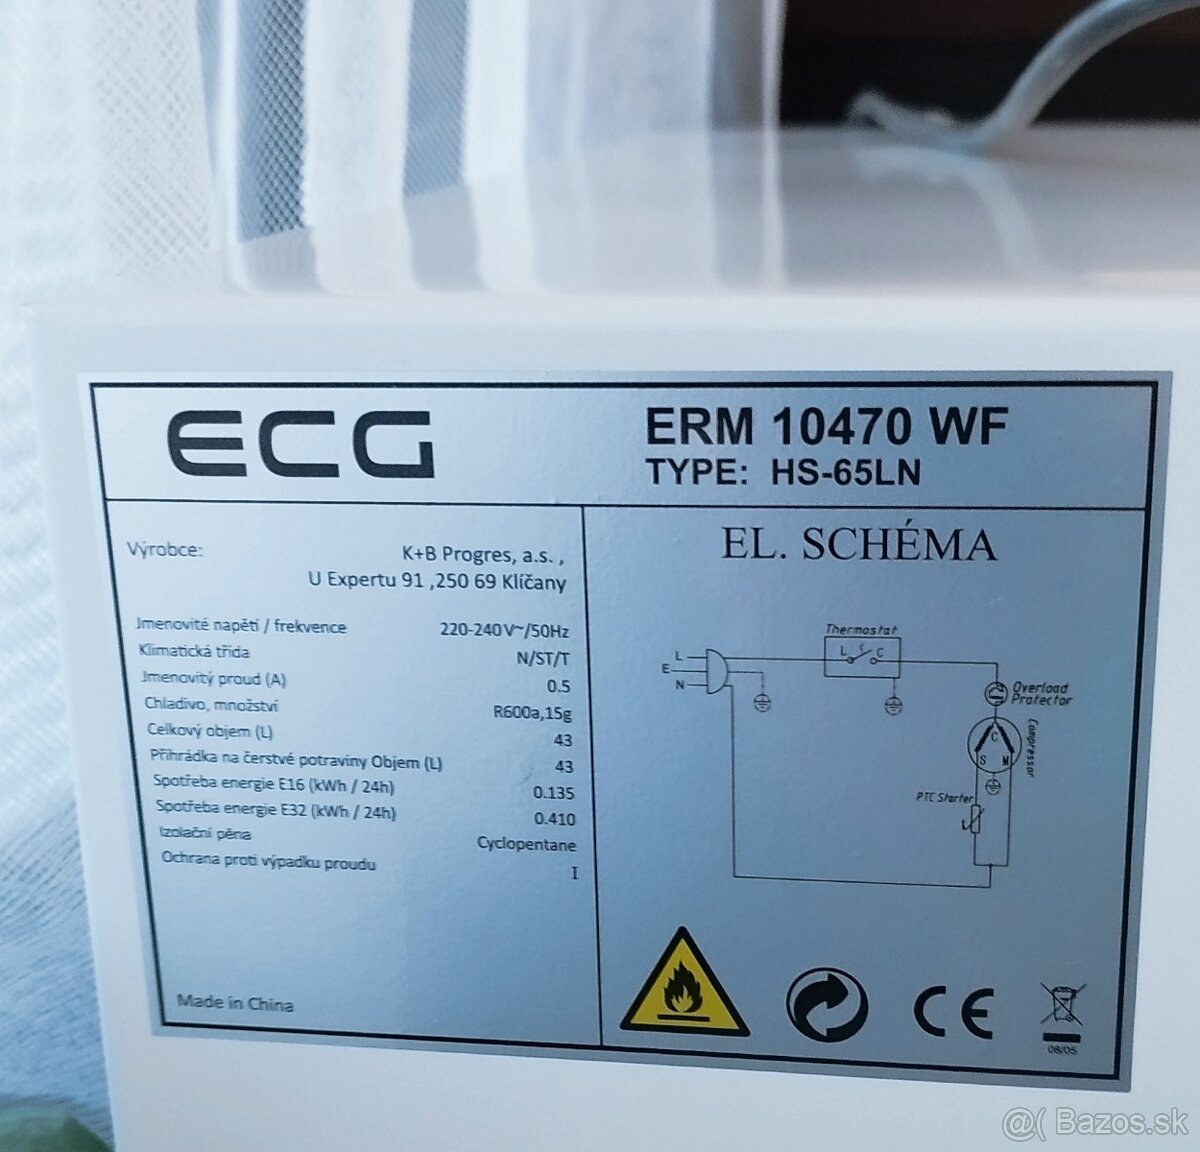 ECG
ERM 10470 WF
TYPE: HS-65LN
Výrobce: K+B Progres, a.s. ,
U Expertu 91 ,250 69 Klíčany
Jmenovité napětí / frekvence 220-240V~/50Hz
Klimatická třída N/ST/T
Jmenovitý proud (A) 0.5
Chladivo, množství R600a,15g
Celkový objem (L) 43
Přihrádka na čerstvé potraviny Objem (L) 43
Spotřeba energie E16 (kWh / 24h) 0.135
Spotřeba energie E32 (kWh / 24h) 0.410
Izolační pěna Cyclopentane
Ochrana proti výpadku proudu I
Made in China
EL. SCHÉMA
Thermostat
L C
L
E
N
Overload
Protector
Compressor
C
S M
PTC Starter
CE
08/05
@( Bazos.sk